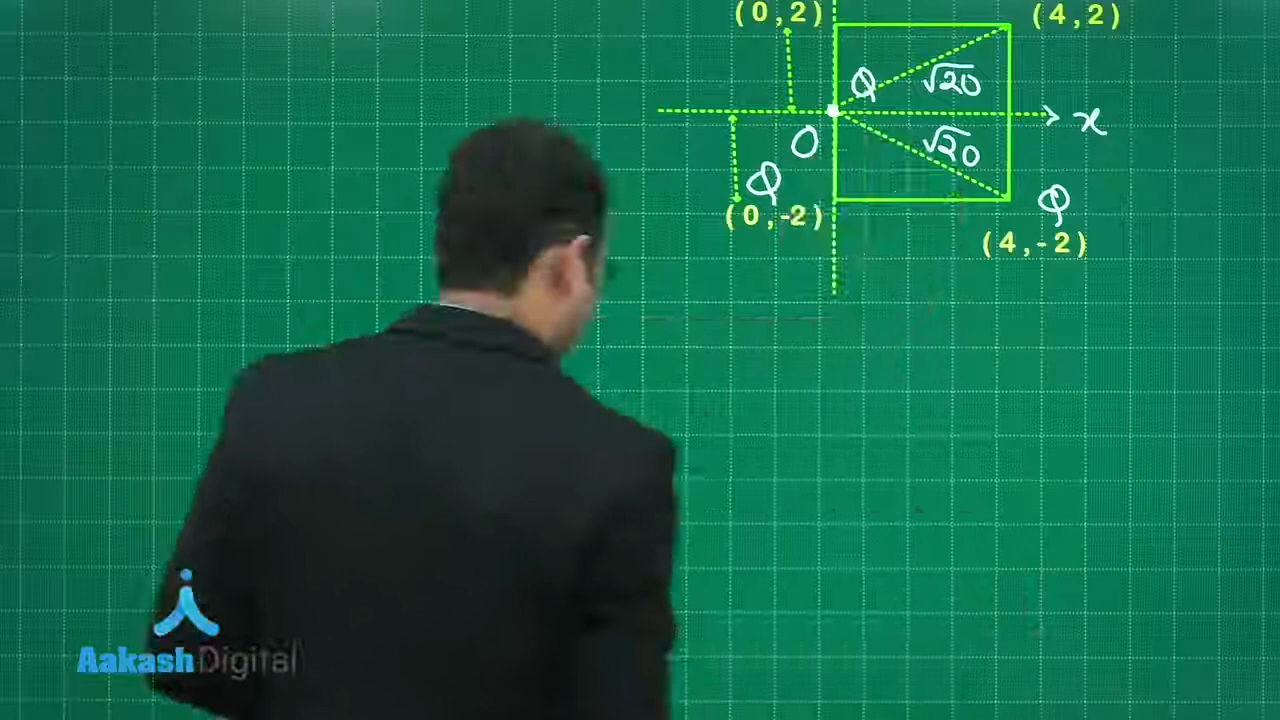 (0,2)
(4,2)
Q
√20
x
O
√20
Q
Q
(0,-2)
(4,-2)
Aakash Digital